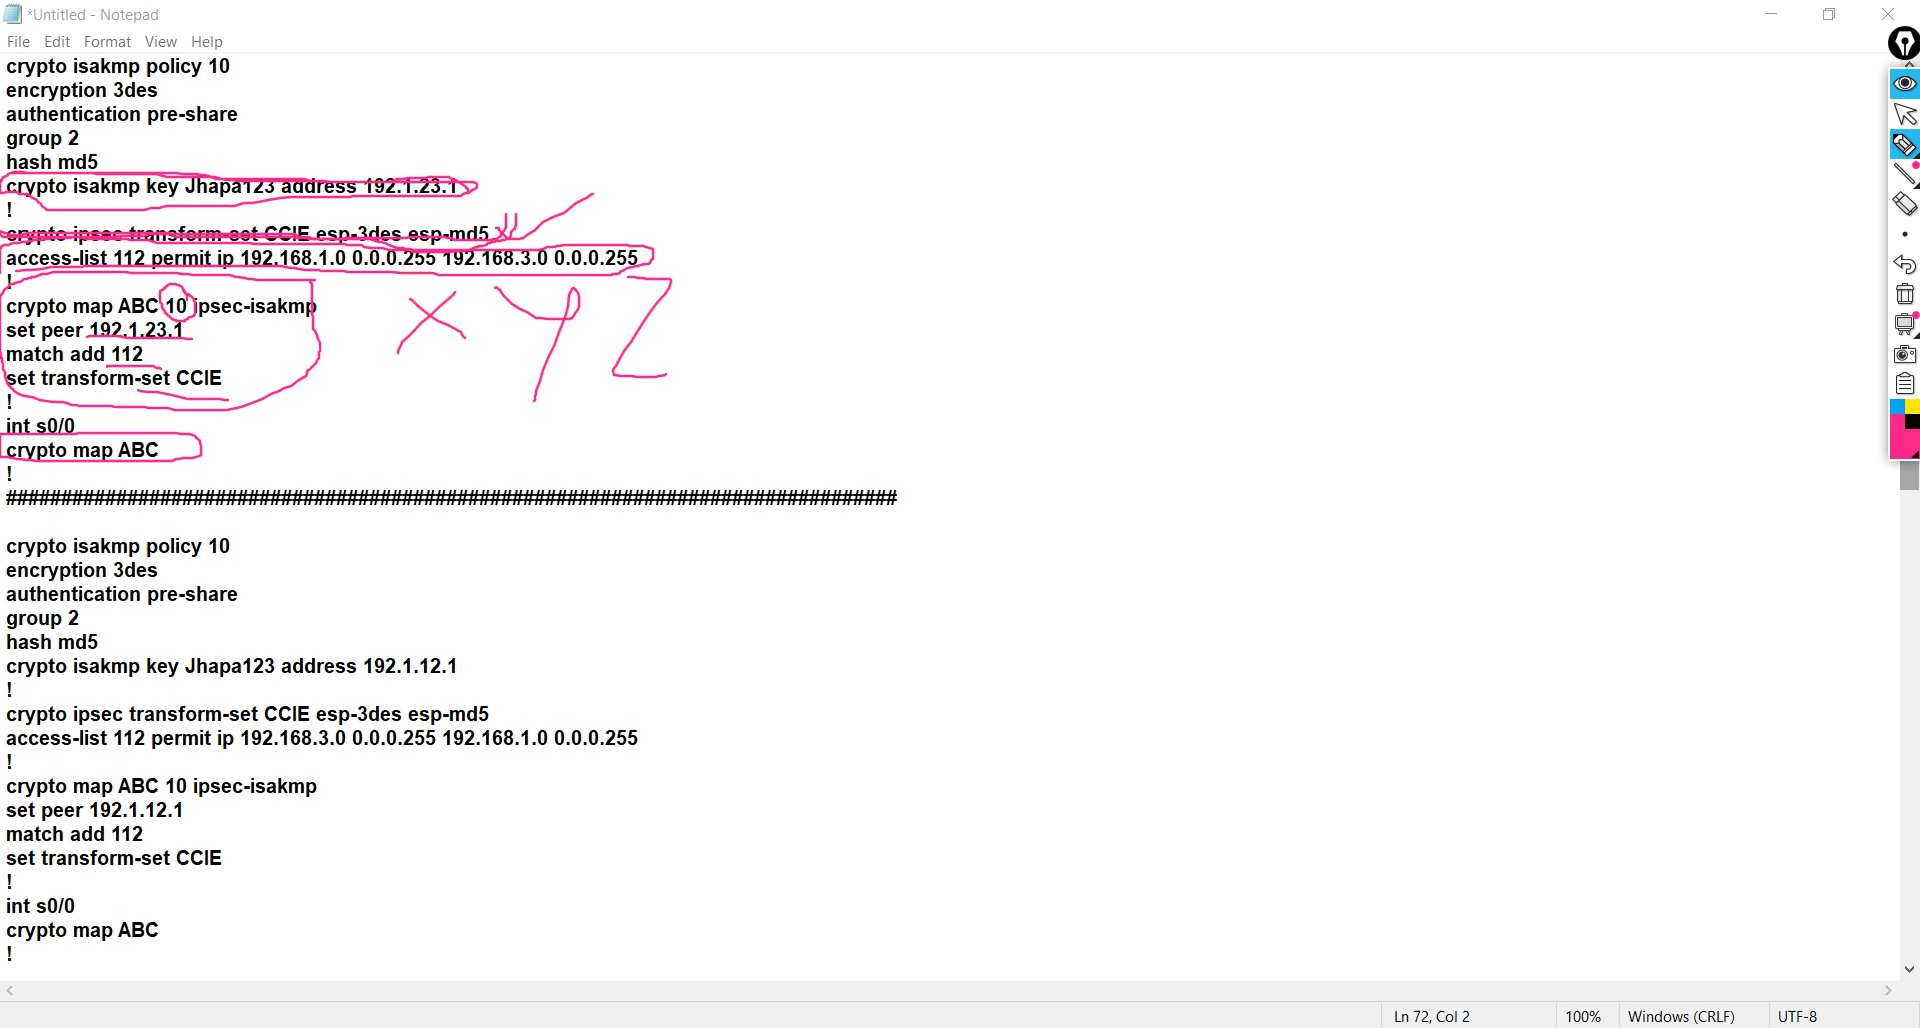 *Untitled - Notepad
File Edit Format View Help
crypto isakmp policy 10
encryption 3des
authentication pre-share
group 2
hash md5
crypto isakmp key Jhapa123 address 192.1.23.1
!
crypto ipsec transform-set CCIE esp-3des esp-md5
access-list 112 permit ip 192.168.1.0 0.0.0.255 192.168.3.0 0.0.0.255
!
crypto map ABC 10 ipsec-isakmp
X Y Z
set peer 192.1.23.1
match add 112
set transform-set CCIE
!
int s0/0
crypto map ABC
!
#################################################################################
crypto isakmp policy 10
encryption 3des
authentication pre-share
group 2
hash md5
crypto isakmp key Jhapa123 address 192.1.12.1
!
crypto ipsec transform-set CCIE esp-3des esp-md5
access-list 112 permit ip 192.168.3.0 0.0.0.255 192.168.1.0 0.0.0.255
!
crypto map ABC 10 ipsec-isakmp
set peer 192.1.12.1
match add 112
set transform-set CCIE
!
int s0/0
crypto map ABC
!
Ln 72, Col 2 100% Windows (CRLF) UTF-8